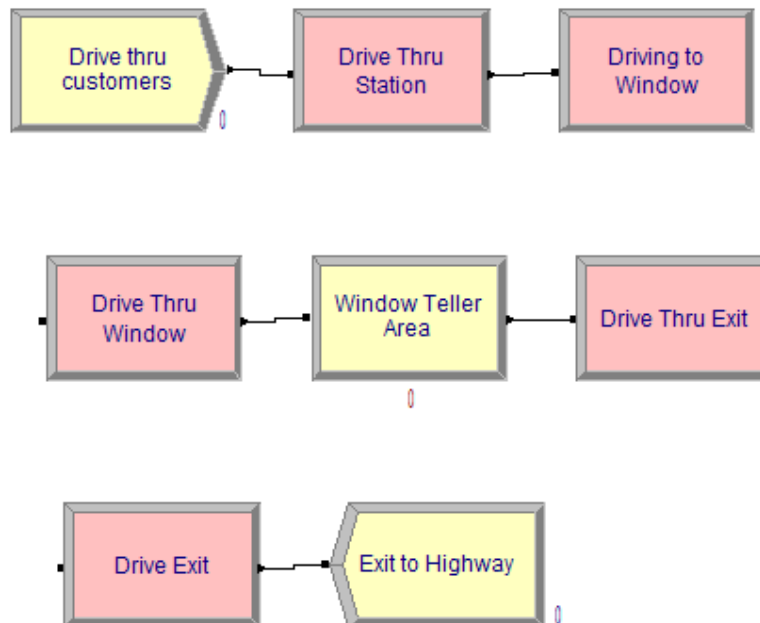 Drive thru
customers
Drive Thru
Station
Driving to
Window
0
Drive Thru
Window
Window Teller
Area
Drive Thru Exit
0
Drive Exit
Exit to Highway
0